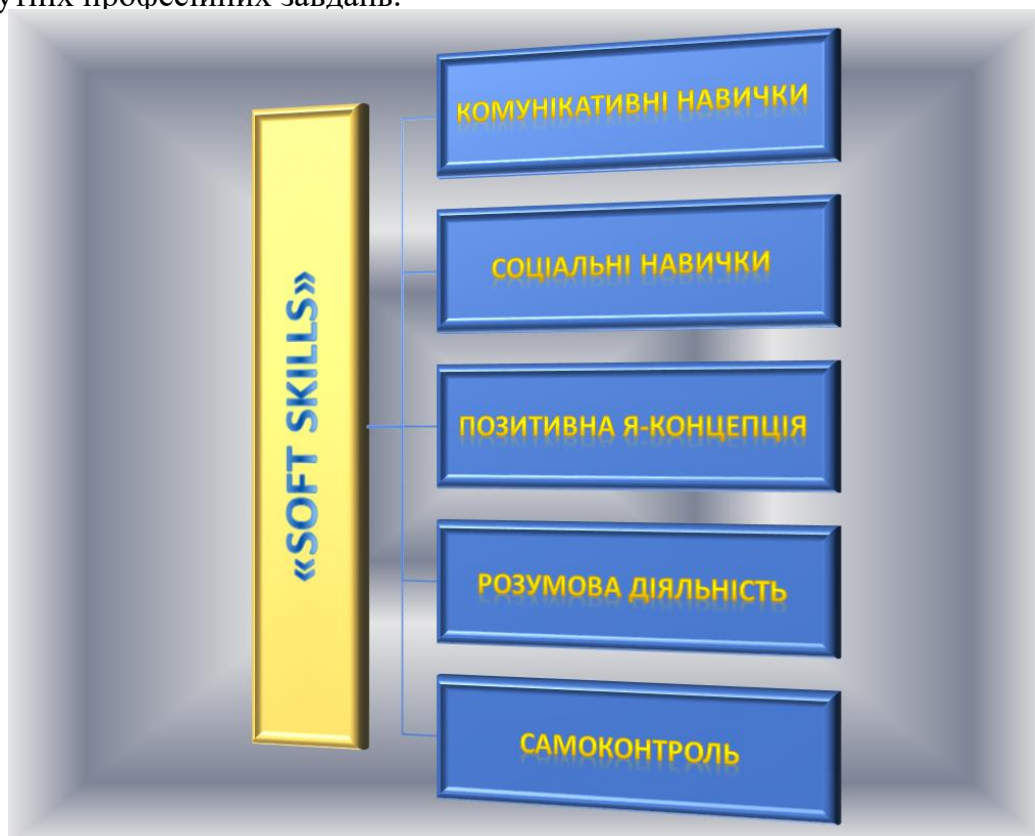 професійних завдань.
«SOFT SKILLS»
КОМУНІКАТИВНІ НАВИЧКИ
СОЦІАЛЬНІ НАВИЧКИ
ПОЗИТИВНА Я-КОНЦЕПЦІЯ
РОЗУМОВА ДІЯЛЬНІСТЬ
САМОКОНТРОЛЬ